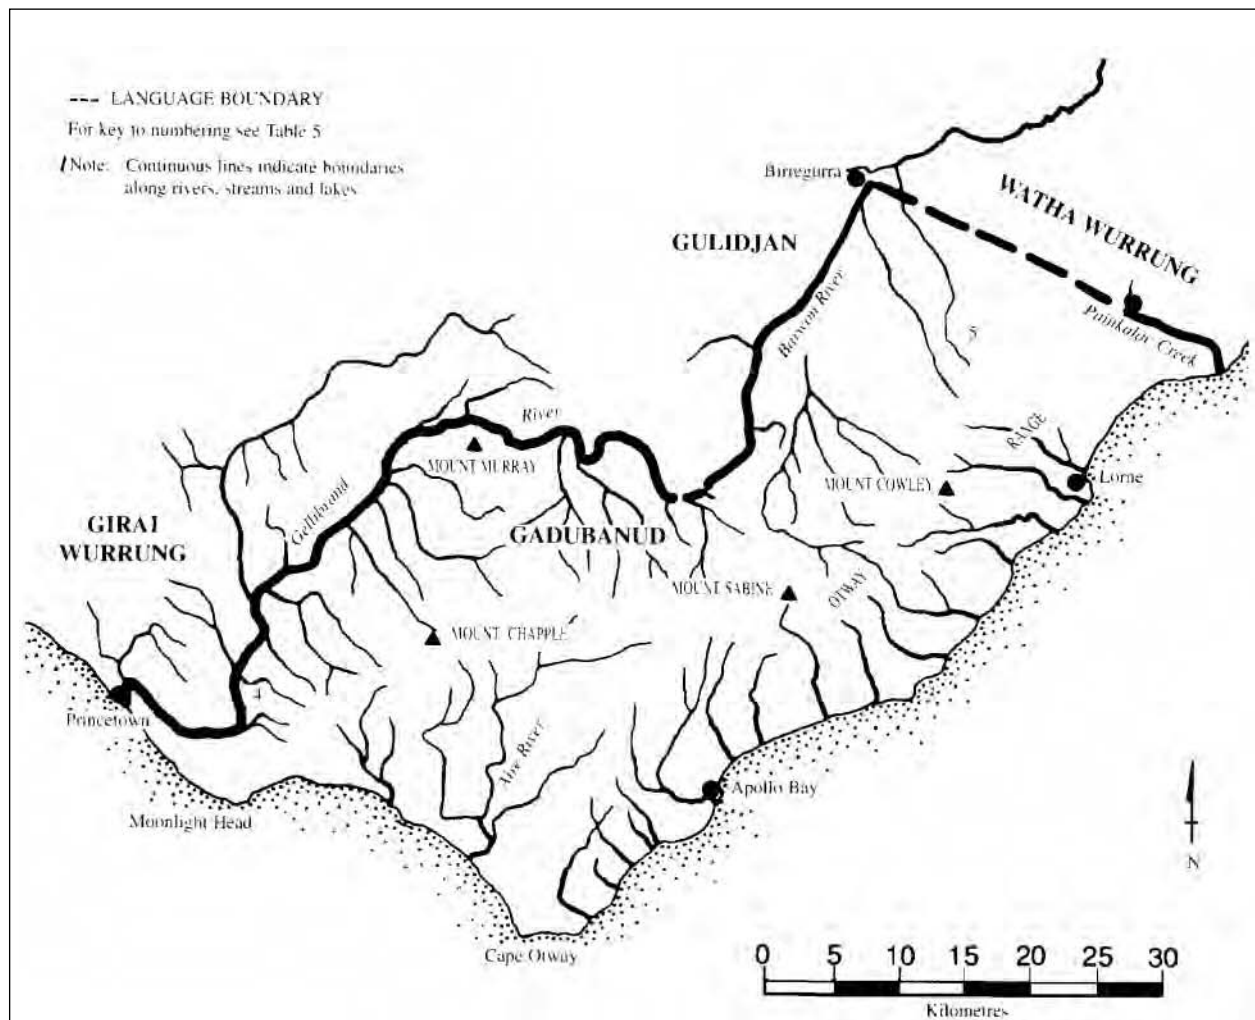 --- LANGUAGE BOUNDARY
For key to numbering see Table 5
Note: Continuous lines indicate boundaries
along rivers, streams and lakes
Birregurra
WATHA WURRUNG
GULIDJAN
Barwon River
Painkalac Creek
5
River
RANGE
MOUNT MURRAY
MOUNT COWLEY
Lorne
Gellibrand
GIRAI
WURRUNG
GADUBANUD
MOUNT SABINE
OTWAY
MOUNT CHAPPLE
Princetown
Aire River
Apollo Bay
Moonlight Head
N
Cape Otway
0 5 10 15 20 25 30
Kilometres